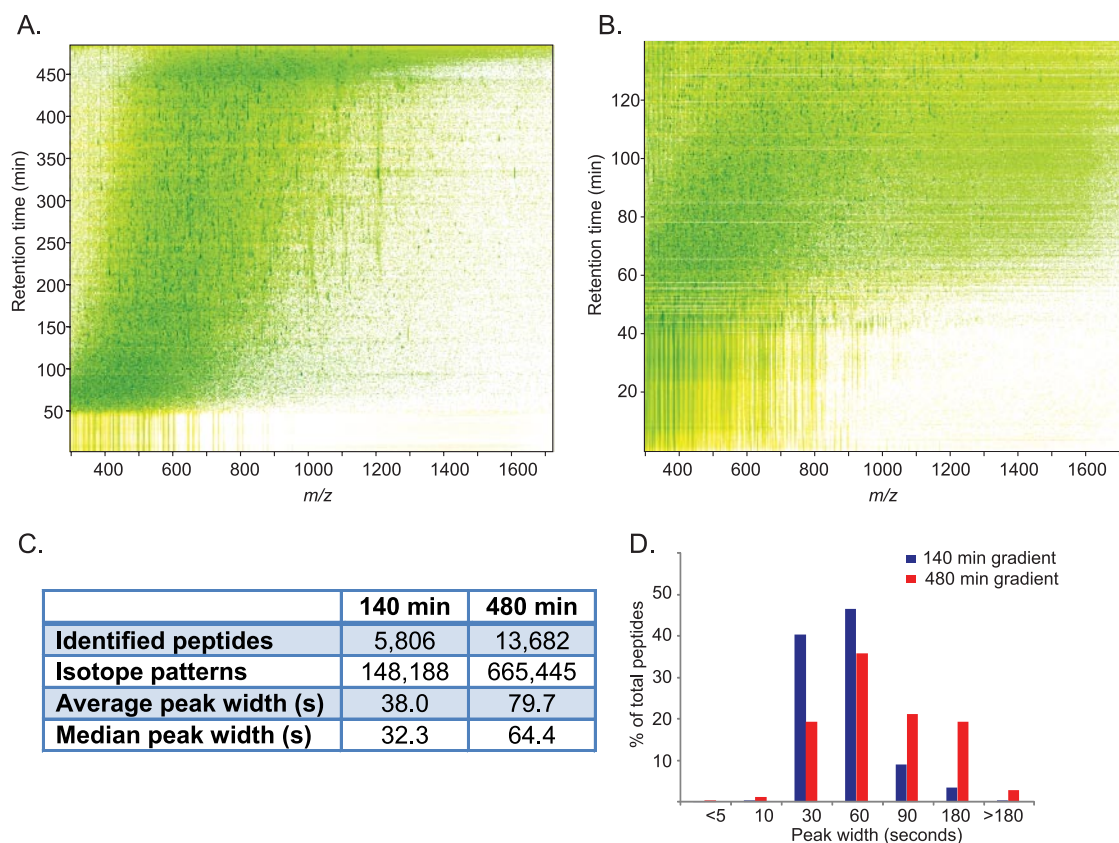 A.
450
400
350
300
250
200
150
100
50
Retention time (min)
400 600 800 1000 1200 1400 1600
m/z
B.
120
100
80
60
40
20
Retention time (min)
400 600 800 1000 1200 1400 1600
m/z
C.
140 min 480 min
Identified peptides 5,806 13,682
Isotope patterns 148,188 665,445
Average peak width (s) 38.0 79.7
Median peak width (s) 32.3 64.4
D.
140 min gradient
480 min gradient
50
40
30
20
10
% of total peptides
<5 10 30 60 90 180 >180
Peak width (seconds)